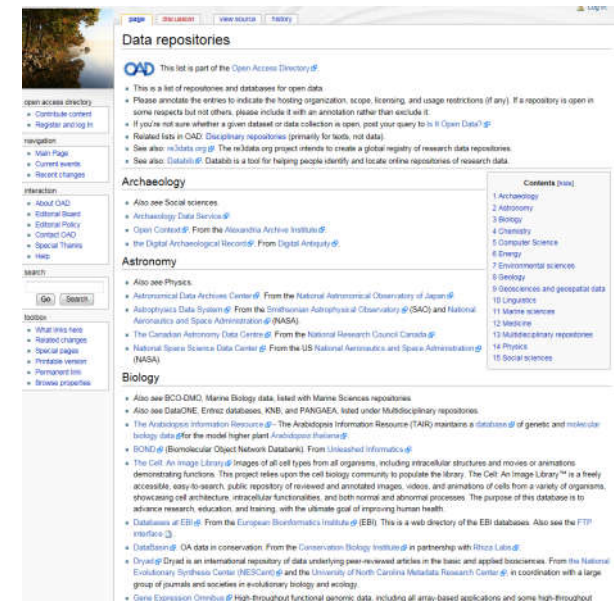 Log in
page
discussion
view source
history
Data repositories
OAD This list is part of the Open Access Directory.
This is a list of repositories and databases for open data.
Please annotate the entries to indicate the hosting organization, scope, licensing, and usage restrictions (if any). If a repository is open in
some respects but not others, please include it with an annotation rather than exclude it.
If you're not sure whether a given dataset or data collection is open, post your query to Is It Open Data?
Related lists in OAD: Disciplinary repositories (primarily for texts, not data).
See also: re3data.org. The re3data.org project intends to create a global registry of research data repositories.
See also: Databib. Databib is a tool for helping people identify and locate online repositories of research data.
open access directory
Contribute content
Register and log in
navigation
Main Page
Current events
Recent changes
interaction
About OAD
Editorial Board
Editorial Policy
Contact OAD
Special Thanks
Help
search
Go
Search
toolbox
What links here
Related changes
Special pages
Printable version
Permanent link
Browse properties
Contents [hide]
1 Archaeology
2 Astronomy
3 Biology
4 Chemistry
5 Computer Science
6 Energy
7 Environmental sciences
8 Geology
9 Geosciences and geospatial data
10 Linguistics
11 Marine sciences
12 Medicine
13 Multidisciplinary repositories
14 Physics
15 Social sciences
Archaeology
Also see Social sciences.
Archaeology Data Service
Open Context. From the Alexandria Archive Institute.
the Digital Archaeological Record. From Digital Antiquity.
Astronomy
Also see Physics.
Astronomical Data Archives Center. From the National Astronomical Observatory of Japan
Astrophysics Data System. From the Smithsonian Astrophysical Observatory (SAO) and National
Aeronautics and Space Administration (NASA).
The Canadian Astronomy Data Centre. From the National Research Council Canada
National Space Science Data Center. From the US National Aeronautics and Space Administration
(NASA).
Biology
Also see BCO-DMO, Marine Biology data, listed with Marine Sciences repositories
Also see DataONE, Entrez databases, KNB, and PANGAEA, listed under Multidisciplinary repositories.
The Arabidopsis Information Resource – The Arabidopsis Information Resource (TAIR) maintains a database of genetic and molecular
biology data for the model higher plant Arabidopsis thaliana.
BOND (Biomolecular Object Network Databank). From Unleashed Informatics
The Cell: An Image Library Images of all cell types from all organisms, including intracellular structures and movies or animations
demonstrating functions. This project relies upon the cell biology community to populate the library. The Cell: An Image Library™ is a freely
accessible, easy-to-search, public repository of reviewed and annotated images, videos, and animations of cells from a variety of organisms,
showcasing cell architecture, intracellular functionalities, and both normal and abnormal processes. The purpose of this database is to
advance research, education, and training, with the ultimate goal of improving human health.
Databases at EBI. From the European Bioinformatics Institute (EBI). This is a web directory of the EBI databases. Also see the FTP
interface
DataBasin. OA data in conservation. From the Conservation Biology Institute in partnership with Rhiza Labs.
Dryad Dryad is an international repository of data underlying peer-reviewed articles in the basic and applied biosciences. From the National
Evolutionary Synthesis Center (NESCent) and the University of North Carolina Metadata Research Center, in coordination with a large
group of journals and societies in evolutionary biology and ecology.
Gene Expression Omnibus High-throughput functional genomic data, including all array-based applications and some high-throughput